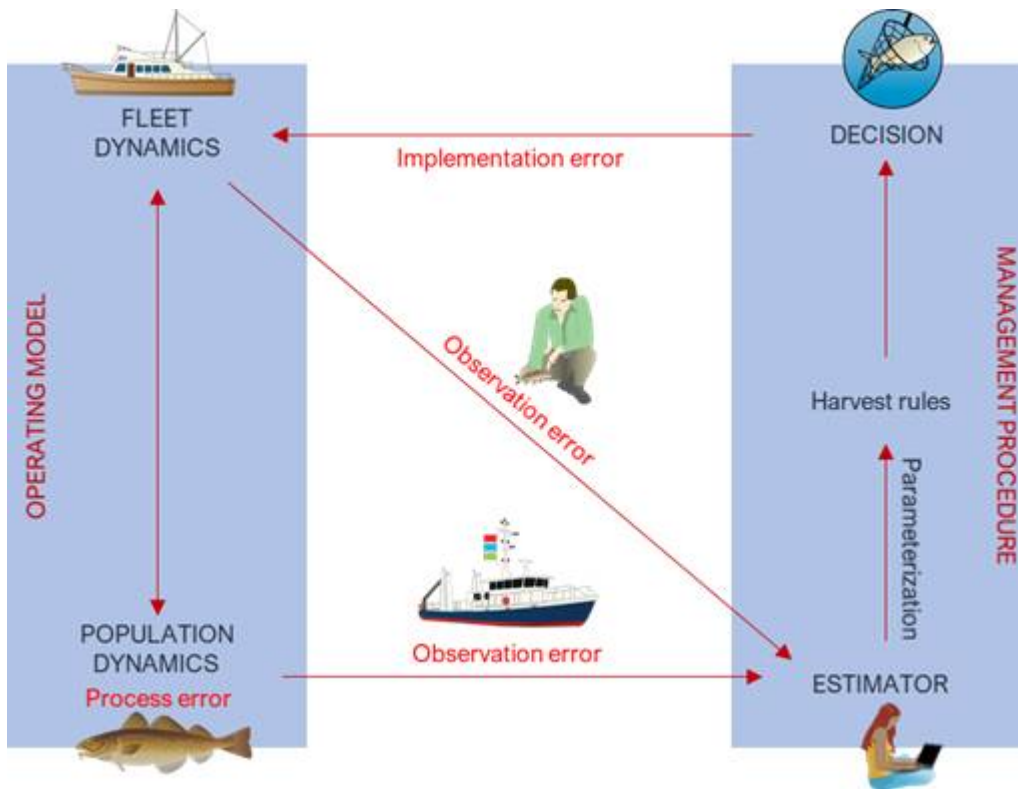 FLEET
DYNAMICS
DECISION
Implementation error
OPERATING MODEL
MANAGEMENT PROCEDURE
Observation error
Harvest rules
Parameterization
POPULATION
DYNAMICS
Process error
Observation error
ESTIMATOR